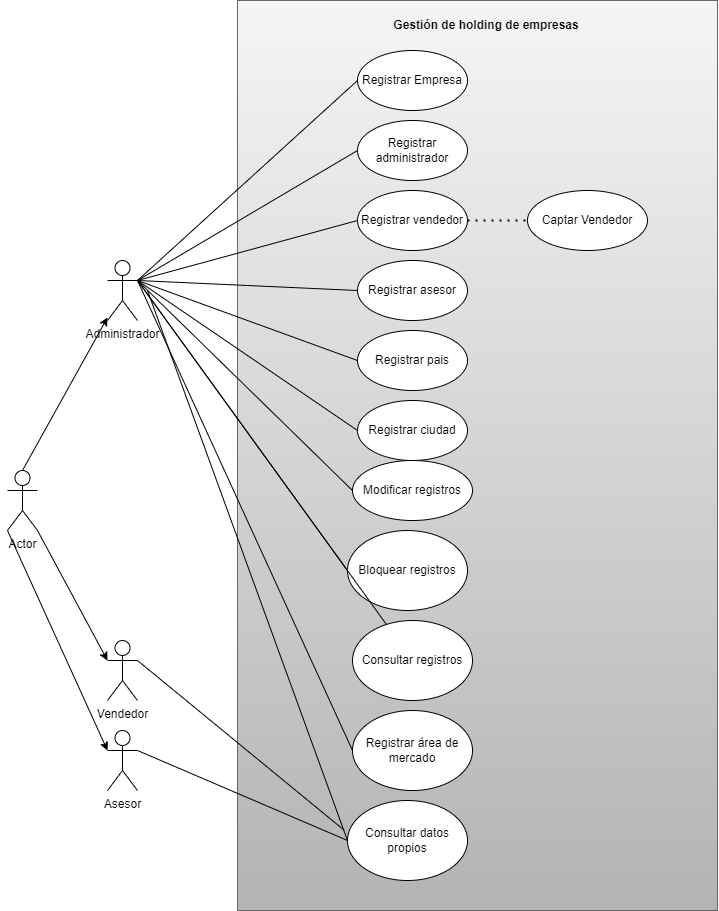 Gestión de holding de empresas
Registrar Empresa
Registrar
administrador
Registrar vendedor
Captar Vendedor
Registrar asesor
Administrador
Registrar pais
Registrar ciudad
Modificar registros
Actor
Bloquear registros
Consultar registros
Vendedor
Registrar área de
mercado
Asesor
Consultar datos
propios